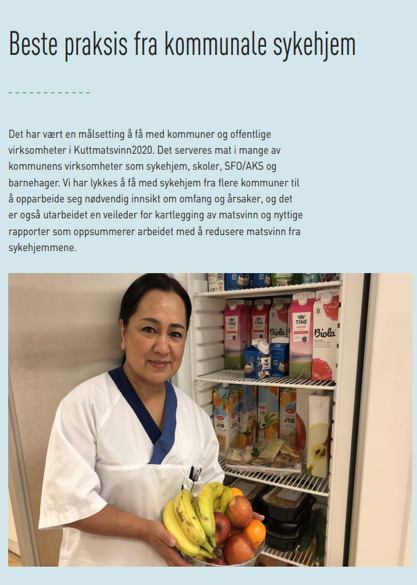 Beste praksis fra kommunale sykehjem
Det har vært en målsetting å få med kommuner og offentlige
virksomheter i Kuttmatsvinn2020. Det serveres mat i mange av
kommunens virksomheter som sykehjem, skoler, SFO/AKS og
barnehager. Vi har lykkes å få med sykehjem fra flere kommuner til
å opparbeide seg nødvendig innsikt om omfang og årsaker, og det
er også utarbeidet en veileder for kartlegging av matsvinn og nyttige
rapporter som oppsummerer arbeidet med å redusere matsvinn fra
sykehjemmene.
TINE
Biola
Biola
JUS